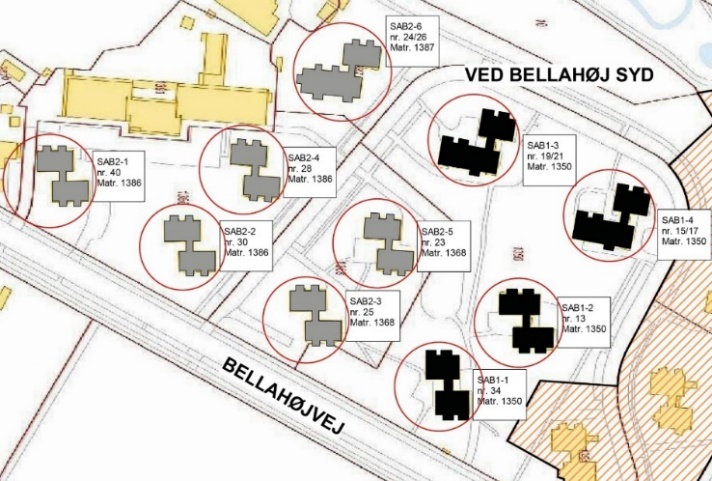 SAB2-6
nr. 24/26
Matr. 1387
VED BELLAHØJ SYD
SAB1-3
nr. 19/21
Matr. 1350
SAB2-1
nr. 40
Matr. 1386
SAB2-4
nr. 28
Matr. 1386
SAB1-4
nr. 15/17
Matr. 1350
SAB2-2
nr. 30
Matr. 1386
SAB2-5
nr. 23
Matr. 1368
SAB2-3
nr. 25
Matr. 1368
SAB1-2
nr. 13
Matr. 1350
SAB1-1
nr. 34
Matr. 1350
BELLAHØJVEJ
1350